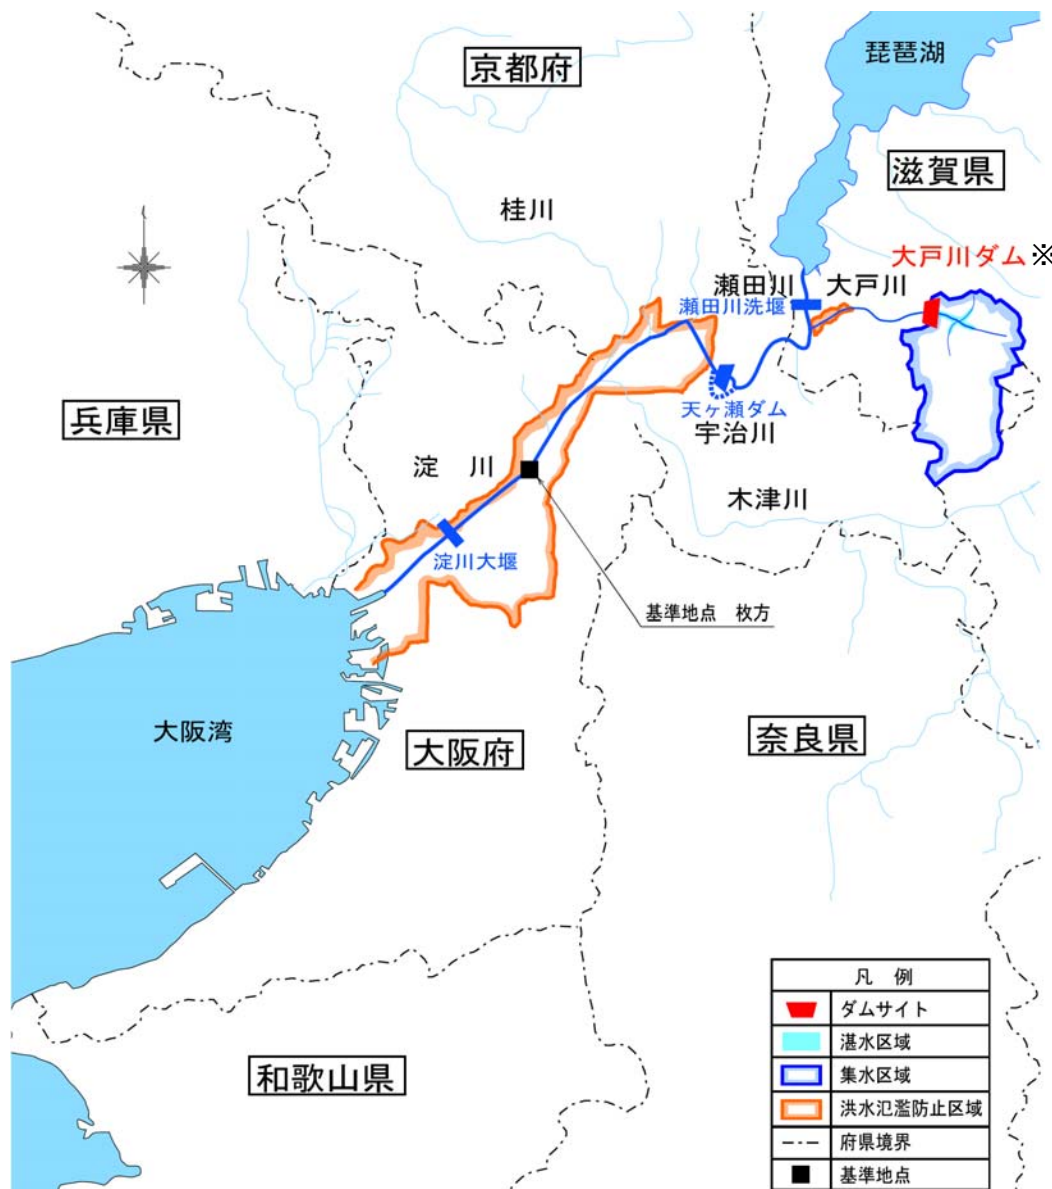 琵琶湖
京都府
滋賀県
桂川
大戸川ダム※
瀬田川
大戸川
瀬田川洗堰
天ヶ瀬ダム
宇治川
兵庫県
淀 川
木津川
淀川大堰
基準地点 枚方
大阪湾
大阪府
奈良県
和歌山県
凡 例
ダムサイト
湛水区域
集水区域
洪水氾濫防止区域
府県境界
基準地点